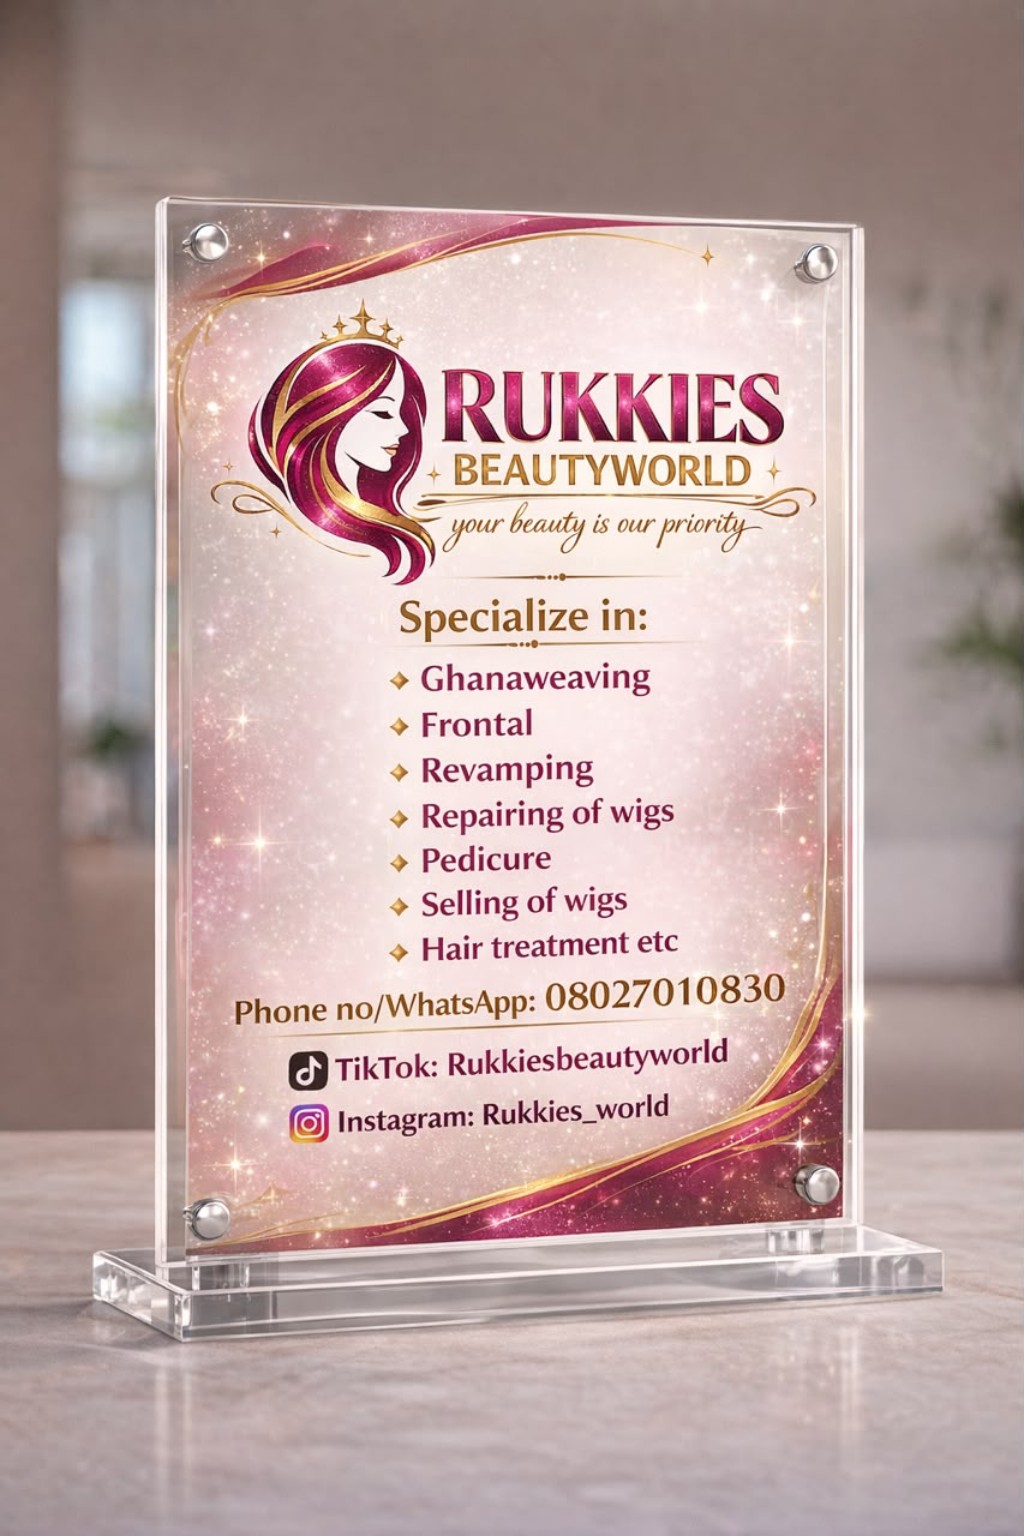 RUKKIES
BEAUTYWORLD
your beauty is our priority
Specialize in:
Ghanaweaving
Frontal
Revamping
Repairing of wigs
Pedicure
Selling of wigs
Hair treatment etc
Phone no/WhatsApp: 08027010830
TikTok: Rukkiesbeautyworld
Instagram: Rukkies_world